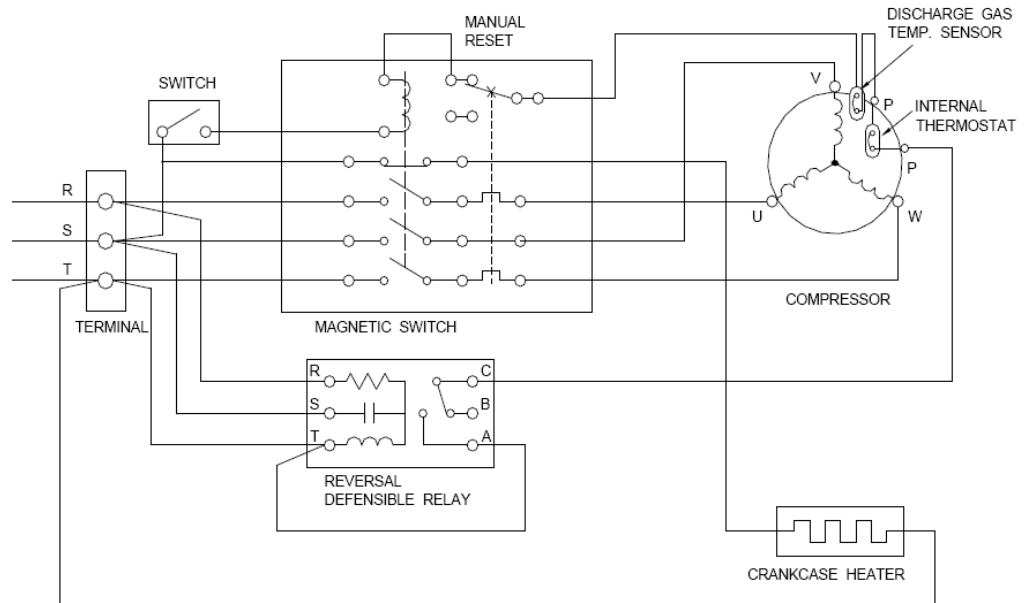 DISCHARGE GAS
TEMP. SENSOR
MANUAL
RESET
SWITCH
V
P
INTERNAL
THERMOSTAT
P
R
U
W
S
T
COMPRESSOR
TERMINAL
MAGNETIC SWITCH
R
C
S
B
T
A
REVERSAL
DEFENSIBLE RELAY
CRANKCASE HEATER